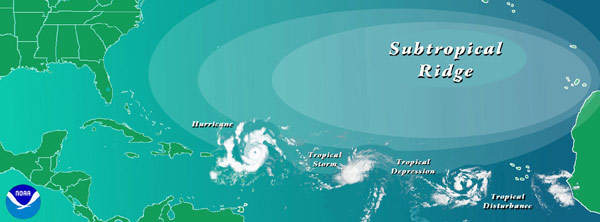 Subtropical
Ridge
Hurricane
Tropical
Storm
Tropical
Depression
Tropical
Disturbance
NOAA